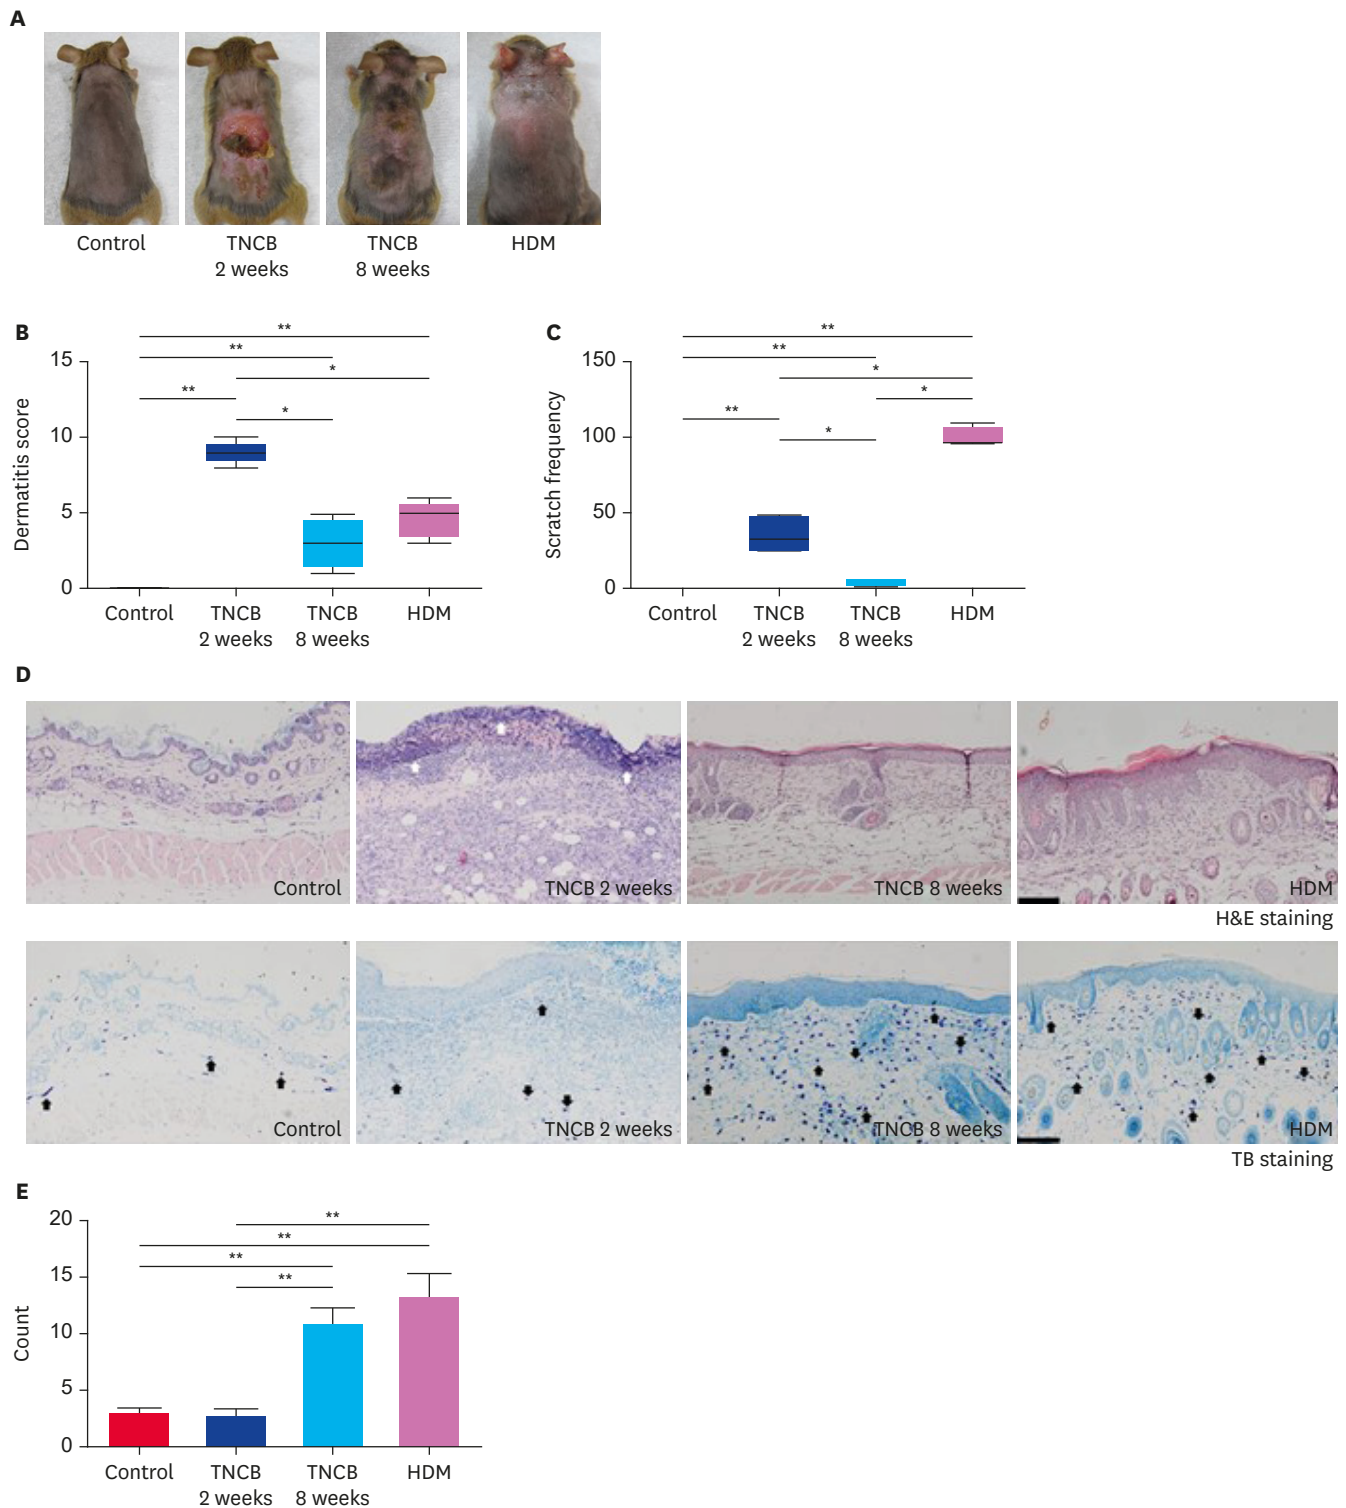 A
Control
TNCB
2 weeks
TNCB
8 weeks
HDM
B
**
**
*
**
*
15
10
5
0
Dermatitis score
Control
TNCB
2 weeks
TNCB
8 weeks
HDM
C
**
**
*
*
**
*
150
100
50
0
Scratch frequency
Control
TNCB
2 weeks
TNCB
8 weeks
HDM
D
Control
TNCB 2 weeks
TNCB 8 weeks
HDM
H&E staining
Control
TNCB 2 weeks
TNCB 8 weeks
HDM
TB staining
E
**
**
**
**
20
15
10
5
0
Count
Control
TNCB
2 weeks
TNCB
8 weeks
HDM